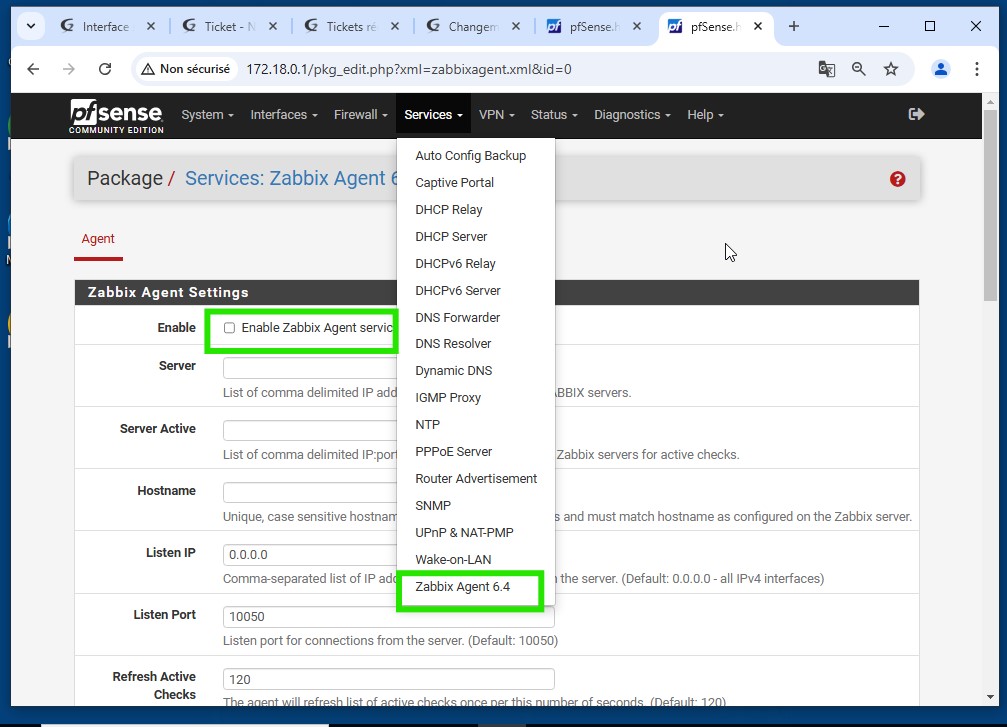 Interface
Ticket - N
Tickets ré
Changem
pfSense.h
pfSense.h
Non sécurisé
172.18.0.1/pkg_edit.php?xml=zabbixagent.xml&id=0
pfsense
COMMUNITY EDITION
System
Interfaces
Firewall
Services
VPN
Status
Diagnostics
Help
Package / Services: Zabbix Agent 6
Auto Config Backup
Captive Portal
DHCP Relay
DHCP Server
DHCPv6 Relay
DHCPv6 Server
DNS Forwarder
DNS Resolver
Dynamic DNS
IGMP Proxy
NTP
PPPoE Server
Router Advertisement
SNMP
UPnP & NAT-PMP
Wake-on-LAN
Zabbix Agent 6.4
Agent
Zabbix Agent Settings
Enable
Enable Zabbix Agent servic
Server
List of comma delimited IP add BBIX servers.
Server Active
List of comma delimited IP:port Zabbix servers for active checks.
Hostname
Unique, case sensitive hostnam s and must match hostname as configured on the Zabbix server.
Listen IP
0.0.0.0
Comma-separated list of IP add the server. (Default: 0.0.0.0 - all IPv4 interfaces)
Listen Port
10050
Listen port for connections from the server. (Default: 10050)
Refresh Active
Checks
120
The agent will refresh list of active checks once per this number of seconds. (Default: 120)